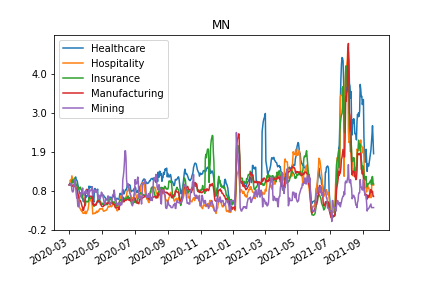 MN
Healthcare
Hospitality
Insurance
Manufacturing
Mining
4.0
3.0
1.9
0.8
-0.2
2020-03
2020-05
2020-07
2020-09
2020-11
2021-01
2021-03
2021-05
2021-07
2021-09